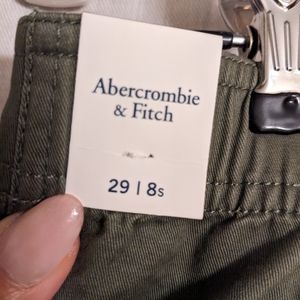 Abercrombie
& Fitch
29 | 8s